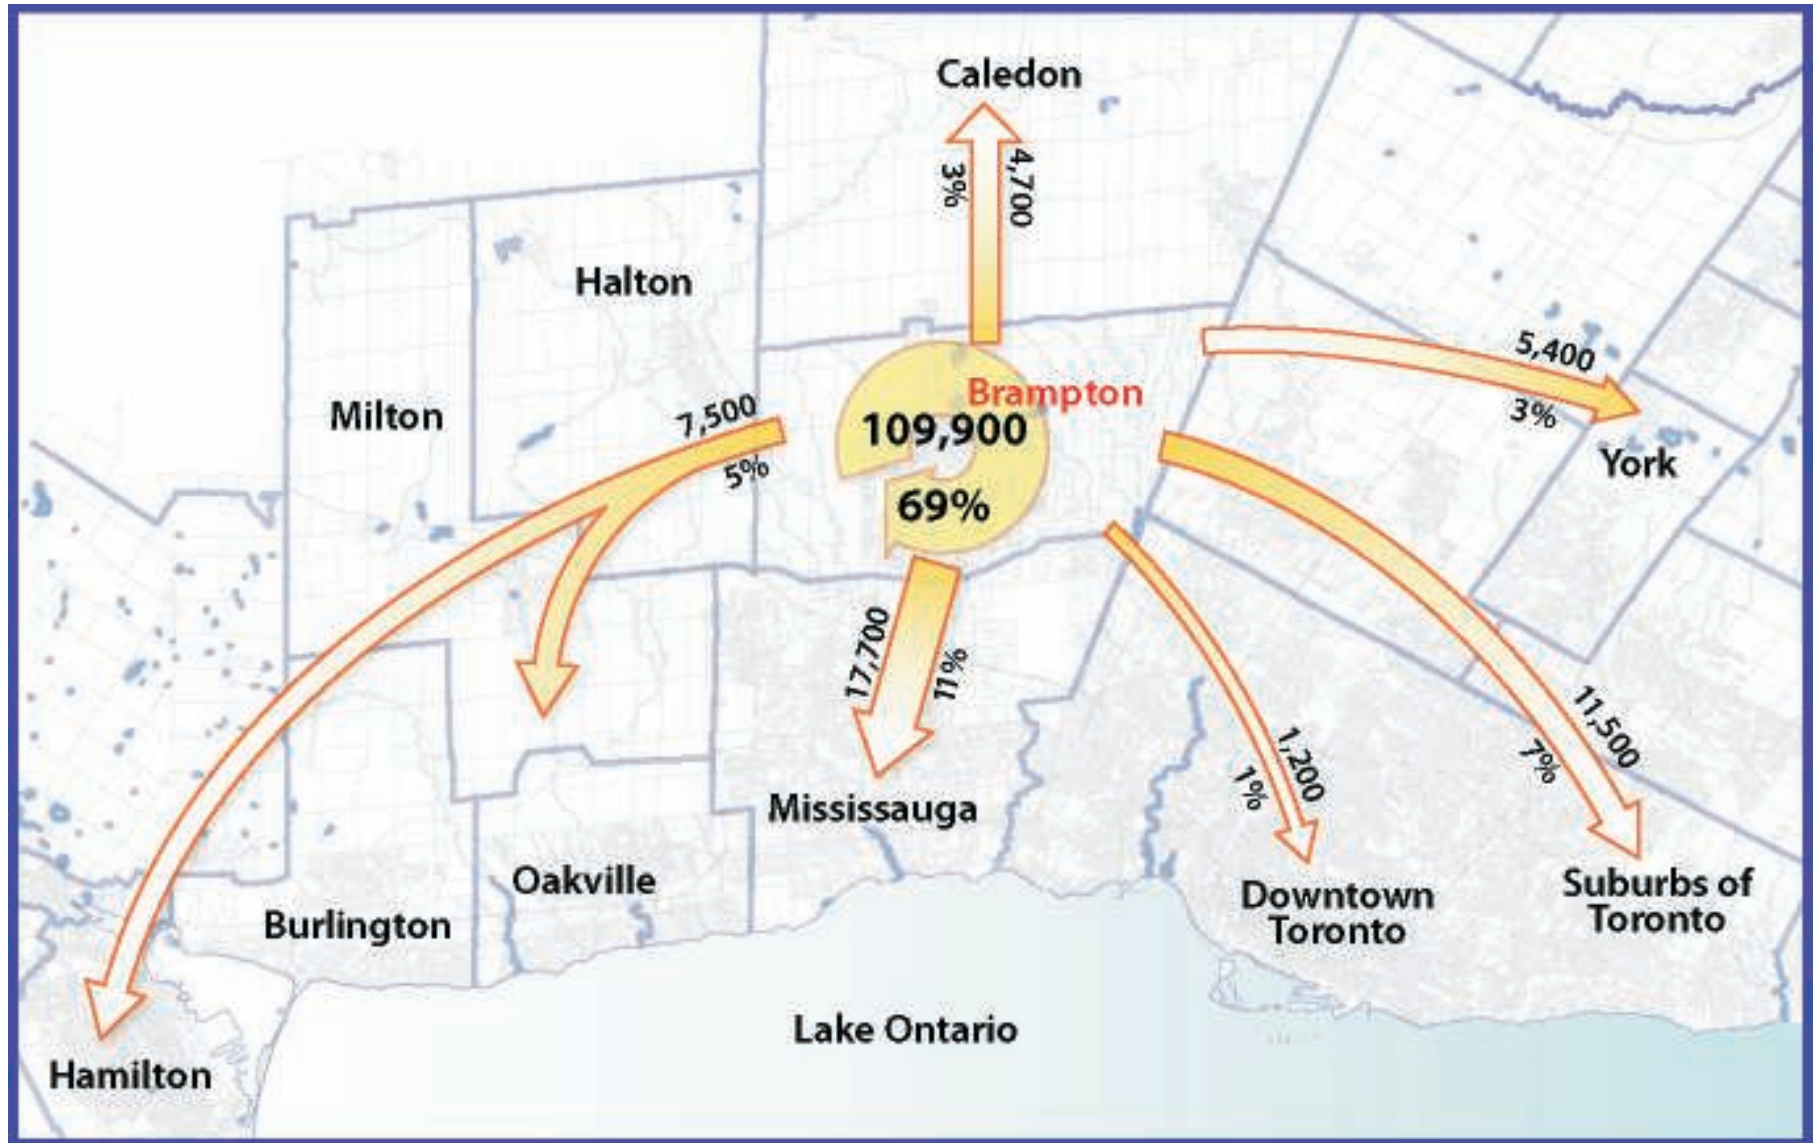 Caledon
3%
4,700
Halton
5,400
3%
York
Milton
7,500
5%
Brampton
109,900
69%
17,700
11%
11,500
7%
1,200
1%
Mississauga
Oakville
Burlington
Downtown
Toronto
Suburbs of
Toronto
Lake Ontario
Hamilton